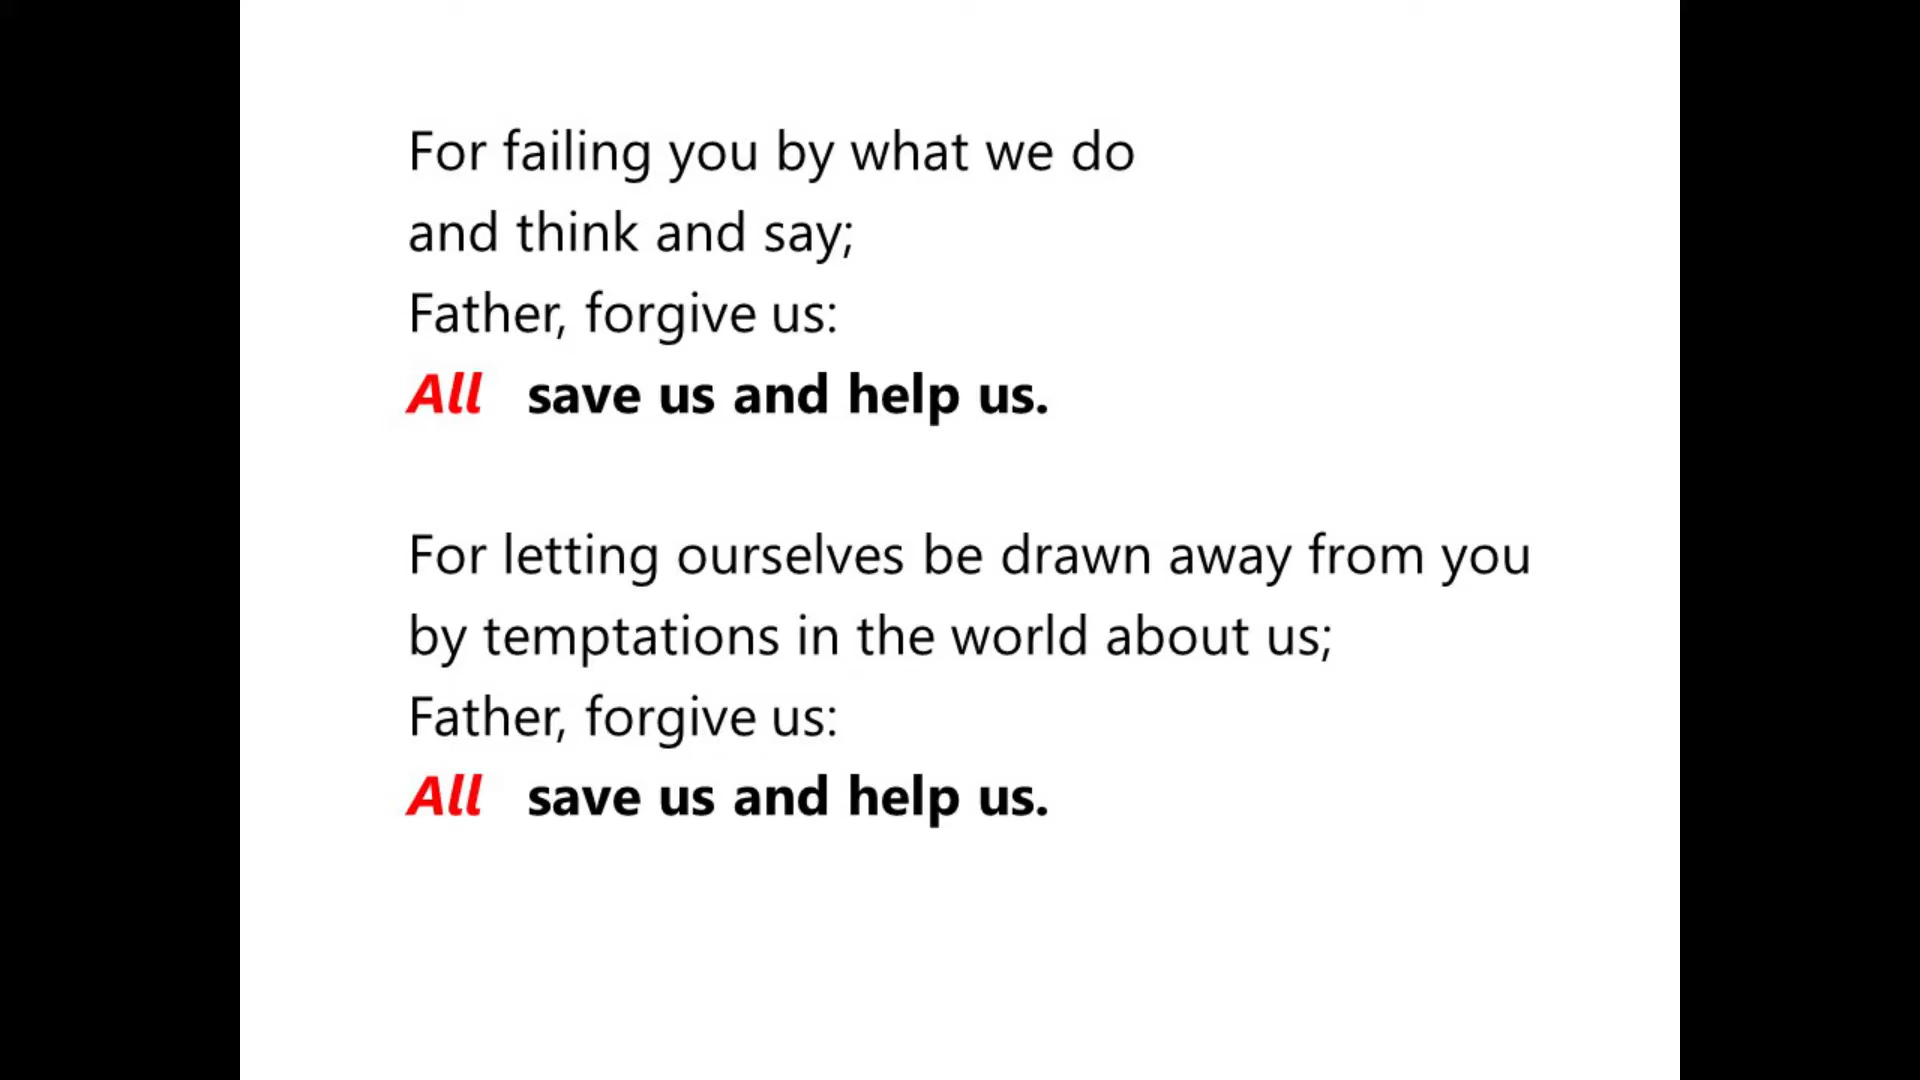 For failing you by what we do
and think and say;
Father, forgive us:
All save us and help us.
For letting ourselves be drawn away from you
by temptations in the world about us;
Father, forgive us:
All save us and help us.